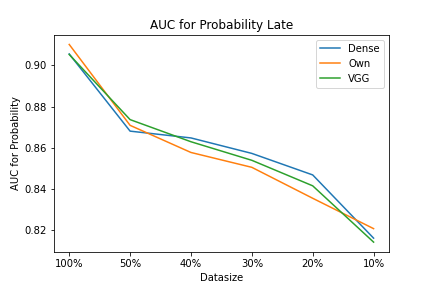 AUC for Probability Late
Dense
Own
VGG
AUC for Probability
0.90
0.88
0.86
0.84
0.82
100% 50% 40% 30% 20% 10%
Datasize